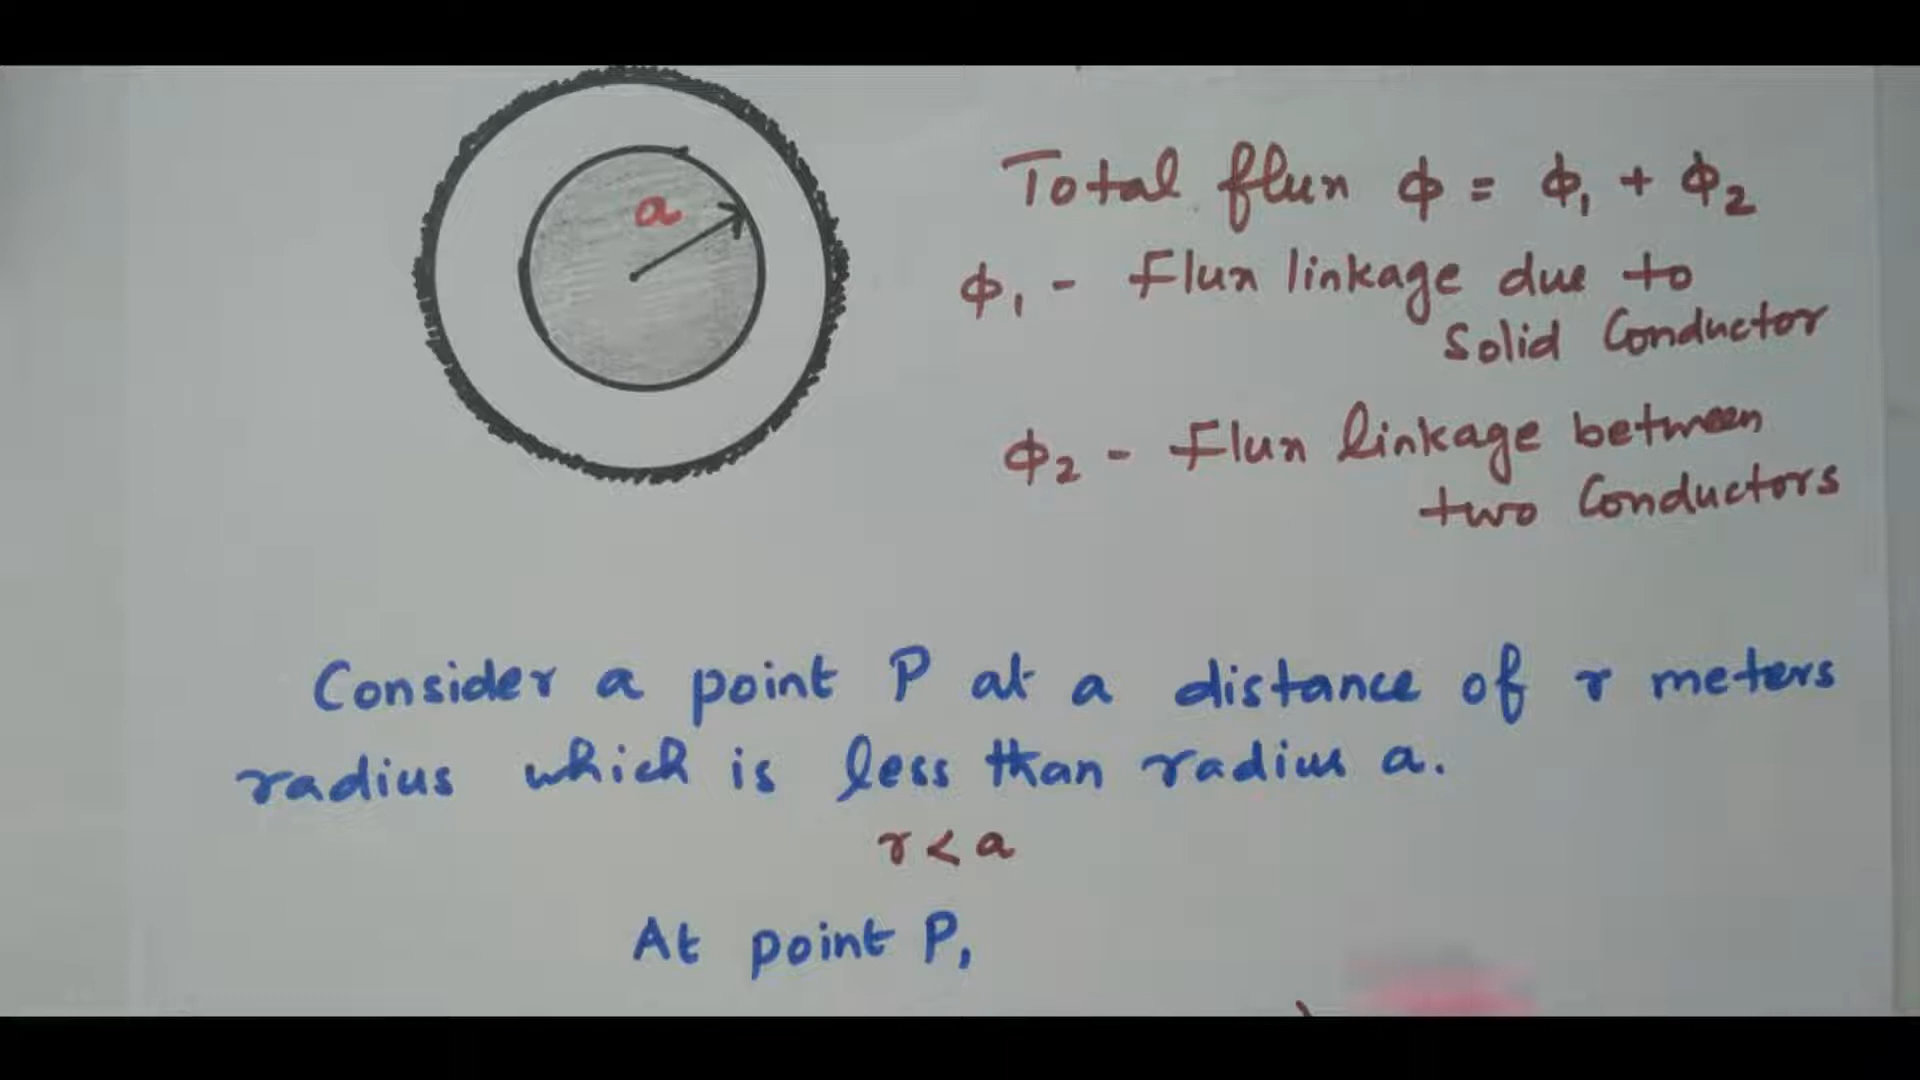 a
Total flux ϕ = ϕ₁ + ϕ₂
ϕ₁ - Flux linkage due to
Solid Conductor
ϕ₂ - Flux linkage between
two Conductors
Consider a point P at a distance of r meters
radius which is less than radius a.
r < a
At point P,